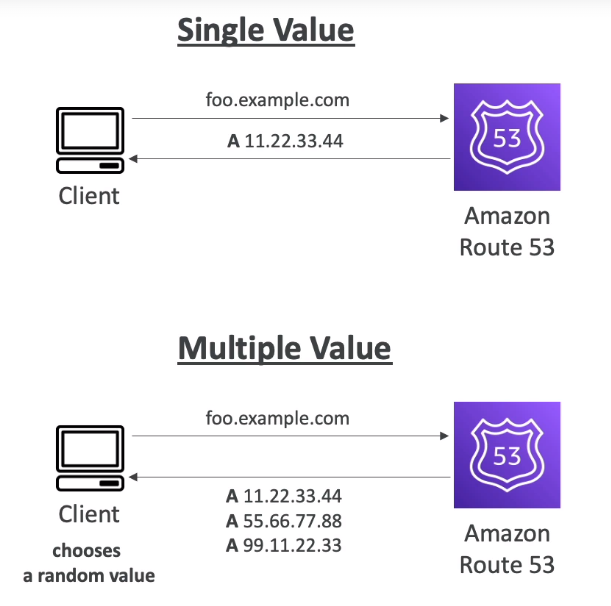 Single Value
foo.example.com
53
A 11.22.33.44
Client
Amazon
Route 53
Multiple Value
foo.example.com
53
A 11.22.33.44
A 55.66.77.88
A 99.11.22.33
Client
chooses
a random value
Amazon
Route 53